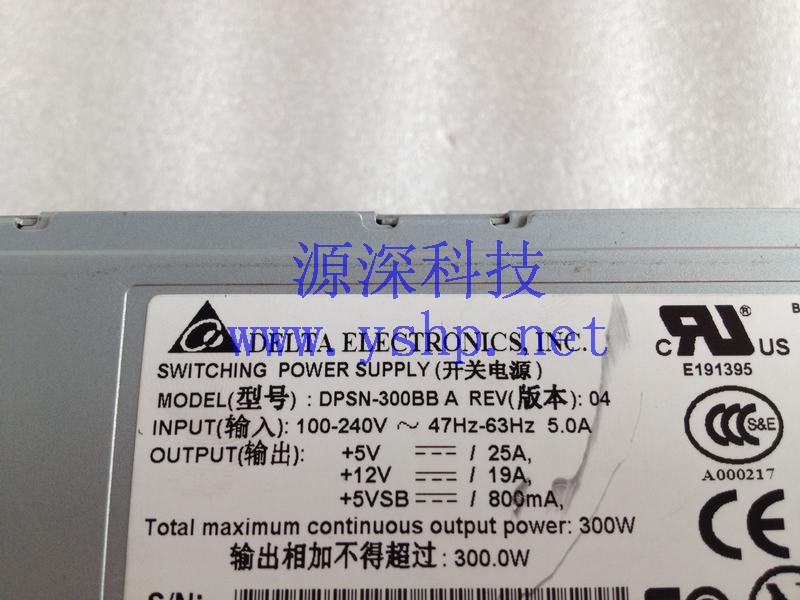 源深科技
www.yshp.net
DELTA ELECTRONICS, INC.
SWITCHING POWER SUPPLY (开关电源)
MODEL(型号) : DPSN-300BB A REV(版本): 04
INPUT(输入): 100-240V ～ 47Hz-63Hz 5.0A
OUTPUT(输出): +5V / 25A,
+12V / 19A,
+5VSB / 800mA,
Total maximum continuous output power: 300W
输出相加不得超过: 300.0W
S/N:
C RU ® US
E191395
CCC S&E
A000217
CE